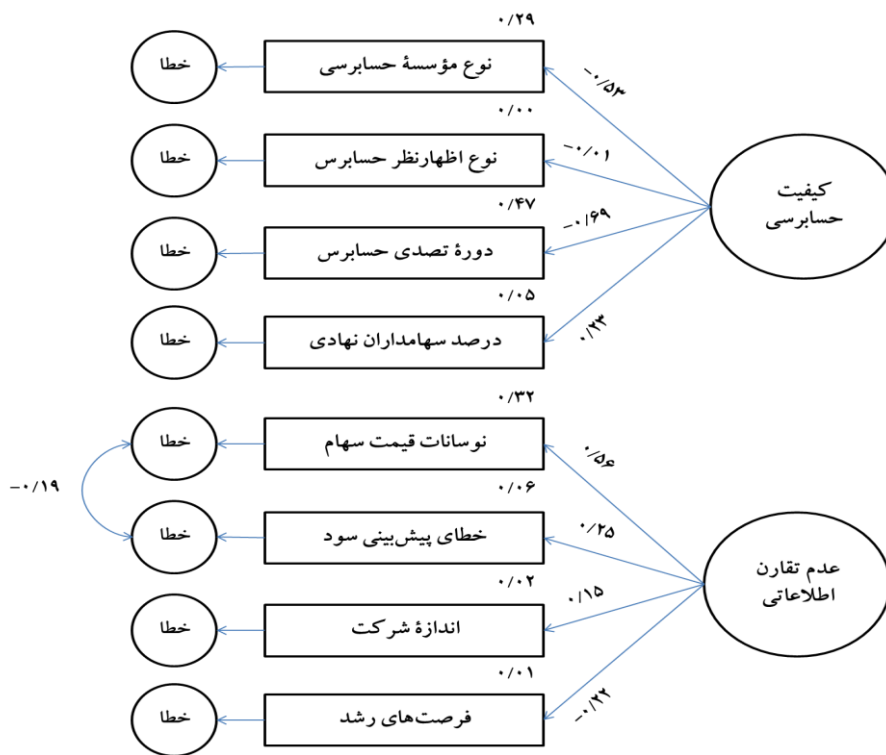 ۰/۲۹
خطا
نوع مؤسسهٔ حسابرسی
-۰/۵۳
۰/۰۰
خطا
نوع اظهارنظر حسابرس
-۰/۰۱
کیفیت
حسابرسی
۰/۴۷
خطا
دورهٔ تصدی حسابرس
-۰/۶۹
۰/۰۵
خطا
درصد سهامداران نهادی
۰/۲۳
۰/۳۲
خطا
نوسانات قیمت سهام
۰/۵۶
-۰/۱۹
۰/۰۶
خطا
خطای پیش‌بینی سود
۰/۲۵
عدم تقارن
اطلاعاتی
۰/۰۲
خطا
اندازهٔ شرکت
۰/۱۵
۰/۰۱
خطا
فرصت‌های رشد
-۰/۲۲